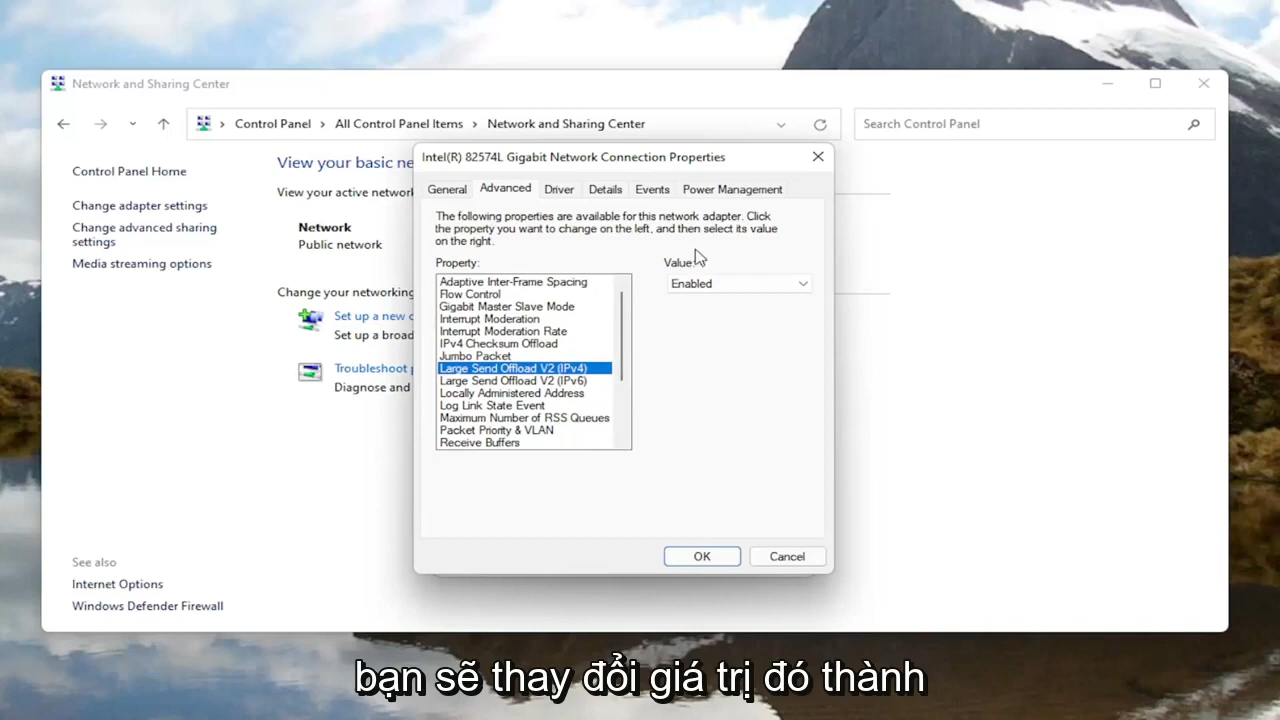 Network and Sharing Center
Control Panel > All Control Panel Items > Network and Sharing Center
Search Control Panel
Control Panel Home
Change adapter settings
Change advanced sharing
settings
Media streaming options
See also
Internet Options
Windows Defender Firewall
View your basic ne
View your active networ
Network
Public network
Change your networking
Set up a new c
Set up a broad
Troubleshoot
Diagnose and
Intel(R) 82574L Gigabit Network Connection Properties
General Advanced Driver Details Events Power Management
The following properties are available for this network adapter. Click
the property you want to change on the left, and then select its value
on the right.
Property:
Adaptive Inter-Frame Spacing
Flow Control
Gigabit Master Slave Mode
Interrupt Moderation
Interrupt Moderation Rate
IPv4 Checksum Offload
Jumbo Packet
Large Send Offload V2 (IPv4)
Large Send Offload V2 (IPv6)
Locally Administered Address
Log Link State Event
Maximum Number of RSS Queues
Packet Priority & VLAN
Receive Buffers
Value:
Enabled
OK Cancel
bạn sẽ thay đổi giá trị đó thành